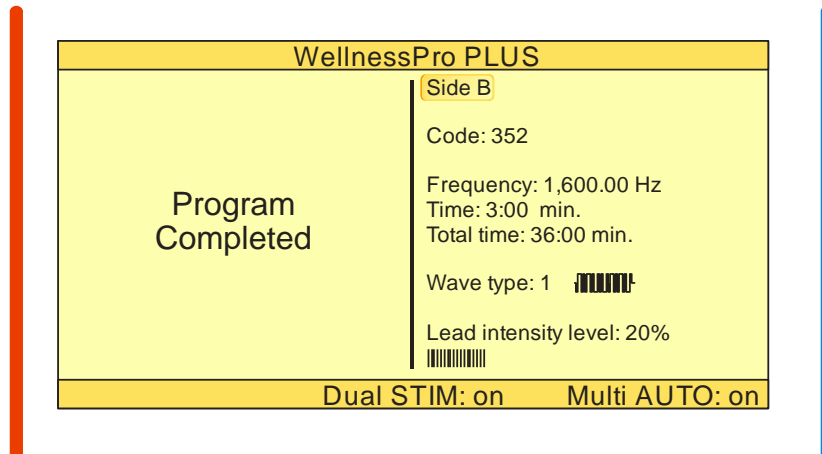 WellnessPro PLUS
Program
Completed
Side B
Code: 352
Frequency: 1,600.00 Hz
Time: 3:00 min.
Total time: 36:00 min.
Wave type: 1
Lead intensity level: 20%
Dual STIM: on Multi AUTO: on